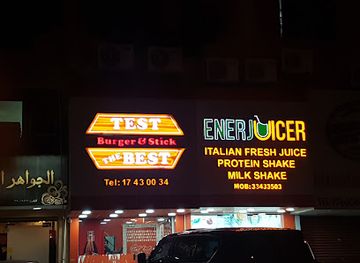 TEST
Burger & Stick
THE BEST
Tel: 17 43 00 34
ENERJUICER
ITALIAN FRESH JUICE
PROTEIN SHAKE
MILK SHAKE
MOB: 33433503
الجواهر